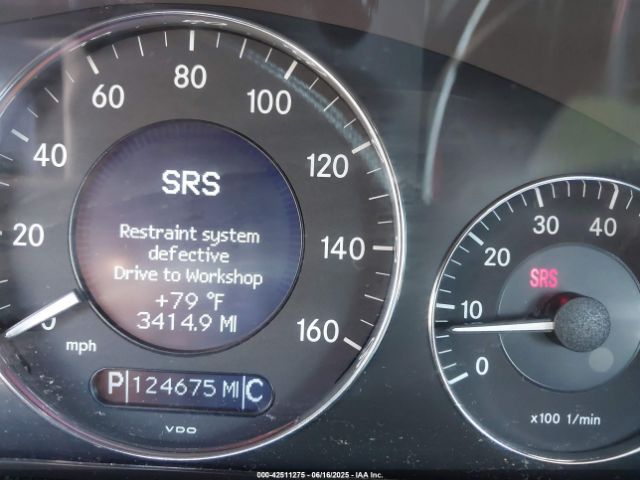 80
60
100
40
120
20
140
0
160
mph
SRS
Restraint system
defective
Drive to Workshop
+79 °F
3414.9 MI
P 124675 MI C
VDO
40
30
20
10
0
SRS
x100 1/min
© 0000-42511275 - 06/16/2025 - IAA Inc.